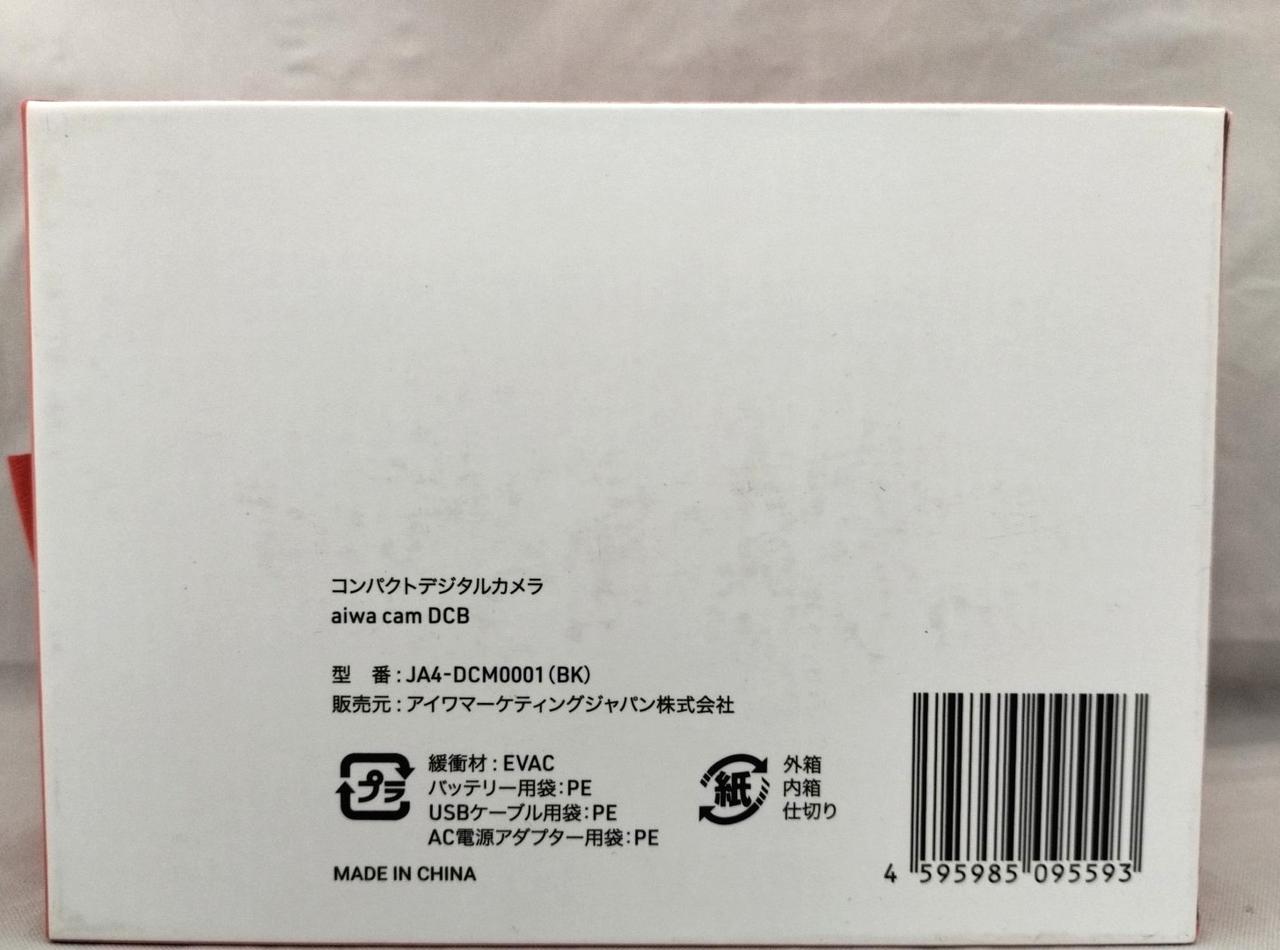 コンパクトデジタルカメラ
aiwa cam DCB
型 番：JA4-DCM0001（BK）
販売元：アイワマーケティングジャパン株式会社
プラ
緩衝材：EVAC
バッテリー用袋：PE
USBケーブル用袋：PE
AC電源アダプター用袋：PE
紙
外箱
内箱
仕切り
MADE IN CHINA
4 595985 095593